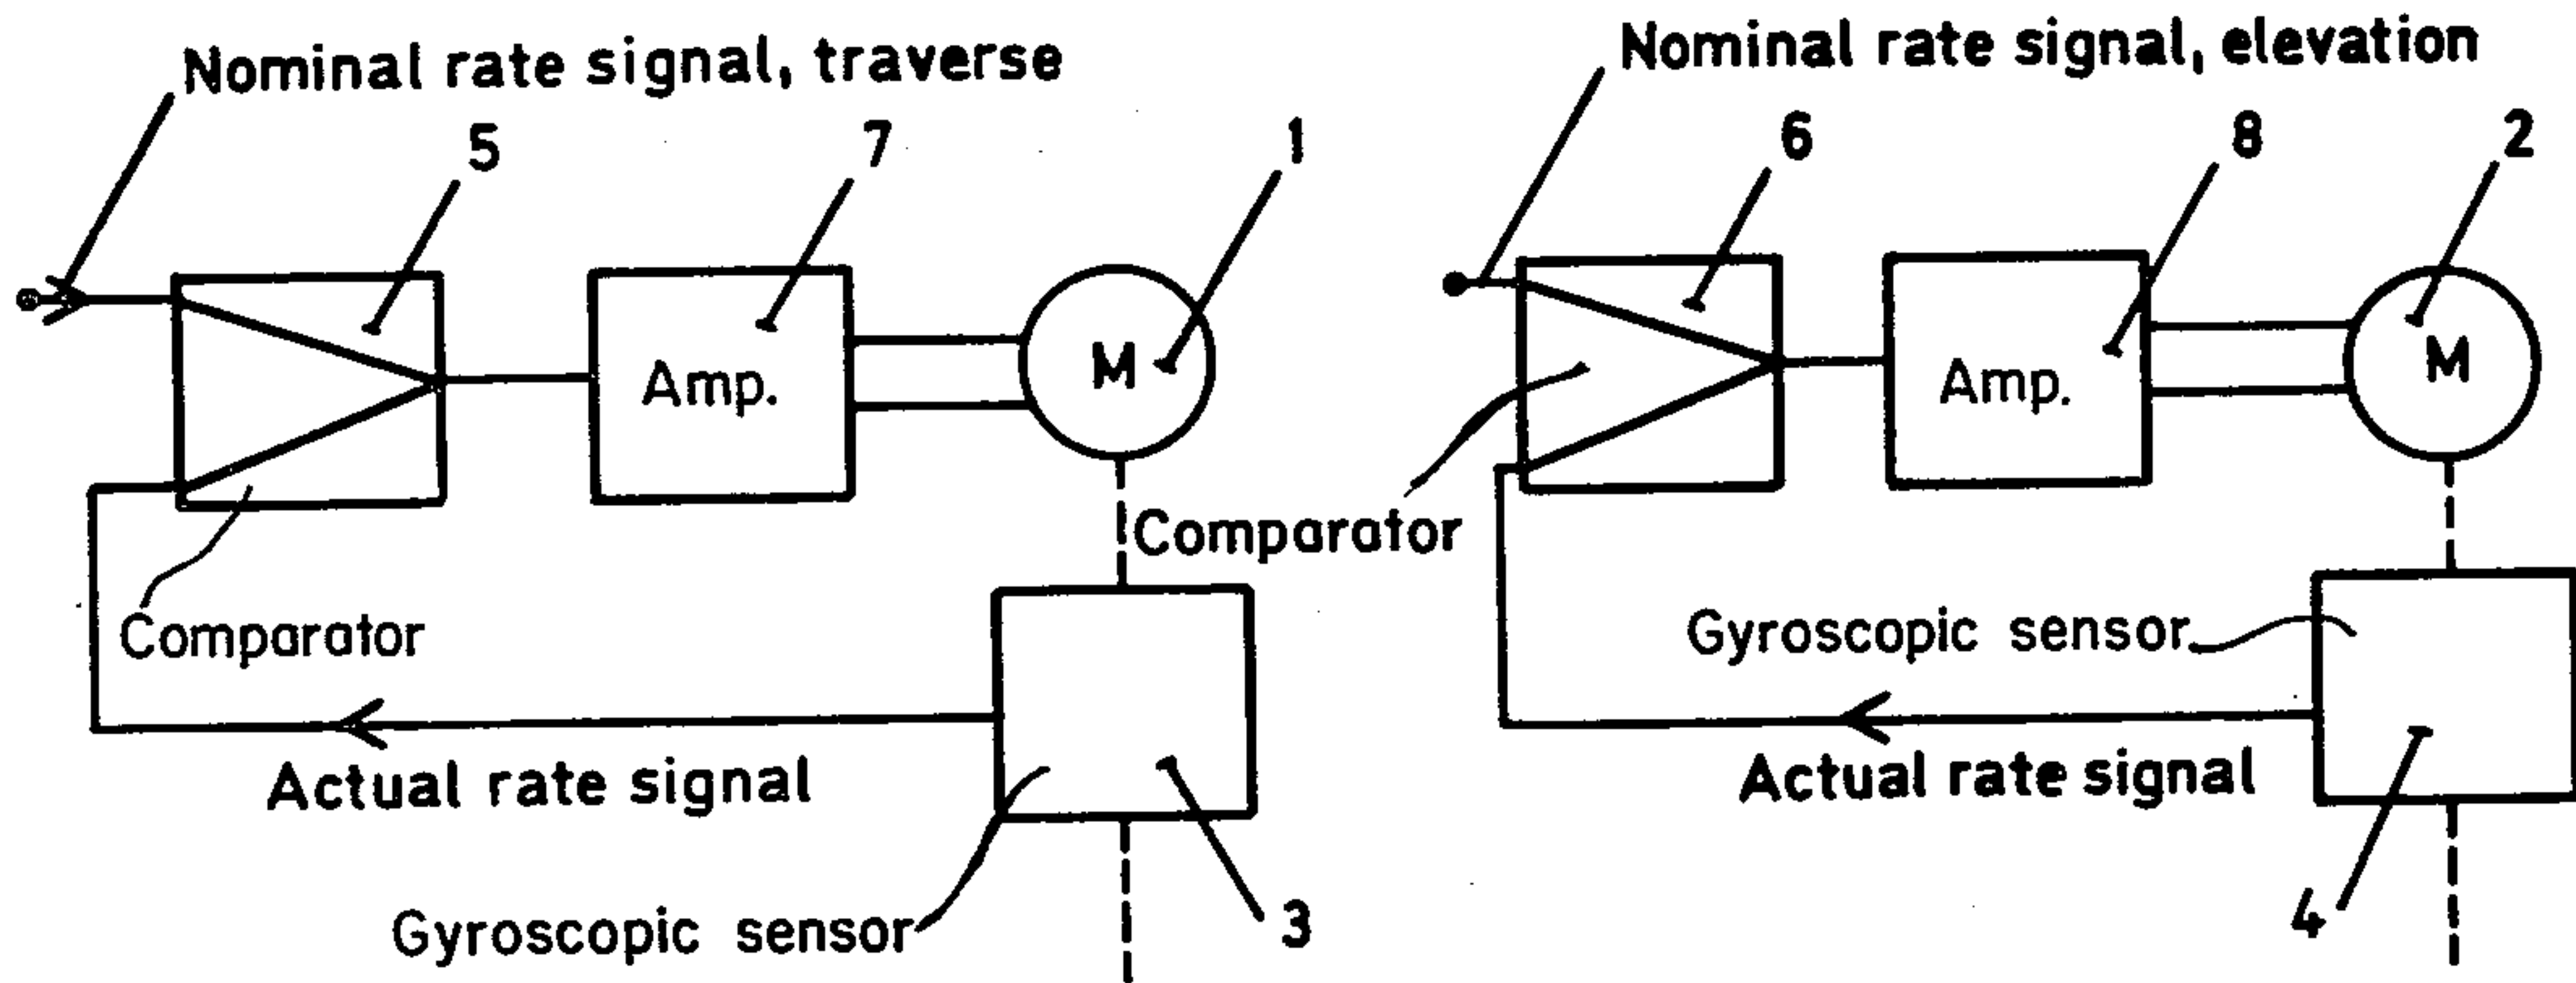 Nominal rate signal, traverse
5
7
1
Amp.
M
Comparator
Actual rate signal
Gyroscopic sensor
3
Nominal rate signal, elevation
6
8
2
Amp.
M
Comparator
Gyroscopic sensor
Actual rate signal
4